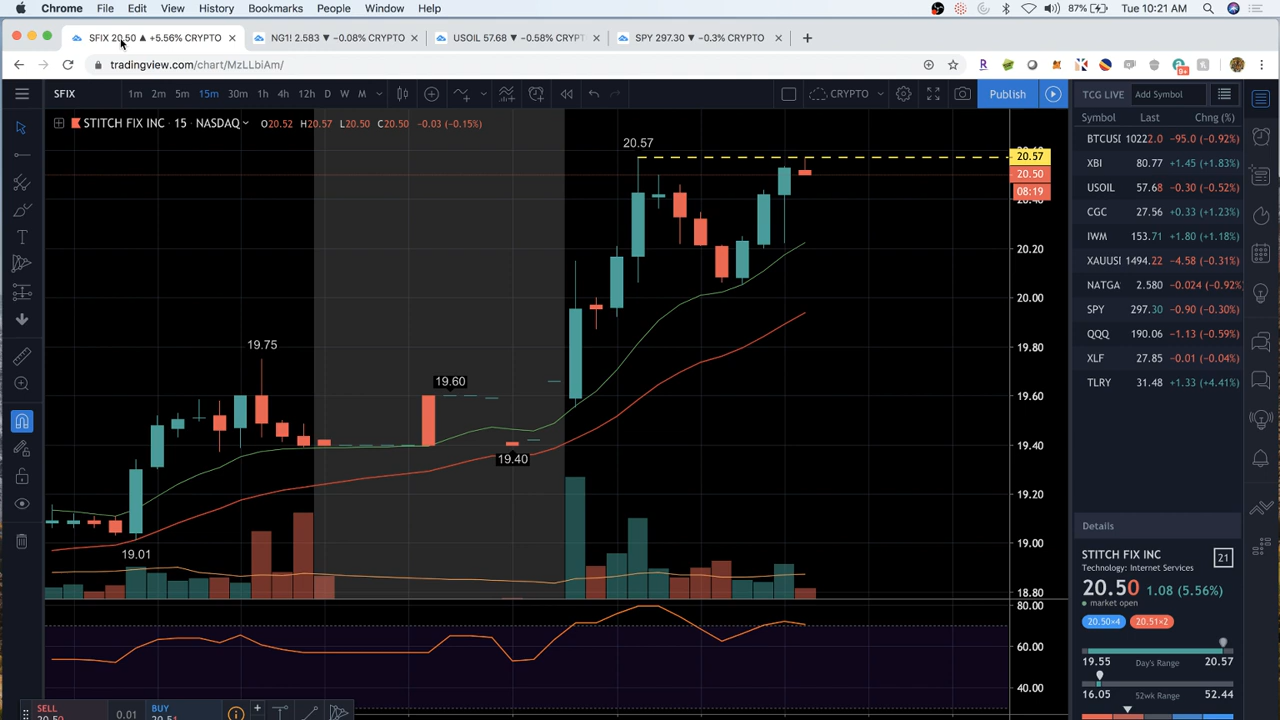 Chrome File Edit View History Bookmarks People Window Help 87% Tue 10:21 AM
SFIX 20.50 ▲ +5.56% CRYPTO × NG1! 2.583 ▼ −0.08% CRYPTO × USOIL 57.68 ▼ −0.58% CRYPTO × SPY 297.30 ▼ −0.3% CRYPTO × +
tradingview.com/chart/MzLLbiAm/
SFIX 1m 2m 5m 15m 30m 1h 4h 12h D W M CRYPTO Publish
TCG LIVE Add Symbol
Symbol Last Chng (%)
STITCH FIX INC · 15 · NASDAQ O20.52 H20.57 L20.50 C20.50 −0.03 (−0.15%)
BTCUSI 10222.0 −95.0 (−0.92%)
XBI 80.77 +1.45 (+1.83%)
USOIL 57.68 −0.30 (−0.52%)
CGC 27.56 +0.33 (+1.23%)
IWM 153.71 +1.80 (+1.18%)
XAUUSI 1494.22 −4.58 (−0.31%)
NATGA 2.580 −0.024 (−0.92%)
SPY 297.30 −0.90 (−0.30%)
QQQ 190.06 −1.13 (−0.59%)
XLF 27.85 −0.01 (−0.04%)
TLRY 31.48 +1.33 (+4.41%)
20.57
19.75
19.60
19.40
19.01
20.57
20.50
08:19
20.20
20.00
19.80
19.60
19.40
19.20
19.00
18.80
80.00
60.00
40.00
Details
STITCH FIX INC 21
Technology: Internet Services
20.50 1.08 (5.56%)
market open
20.50×4 20.51×2
19.55 Day's Range 20.57
16.05 52wk Range 52.44
SELL 0.01 BUY